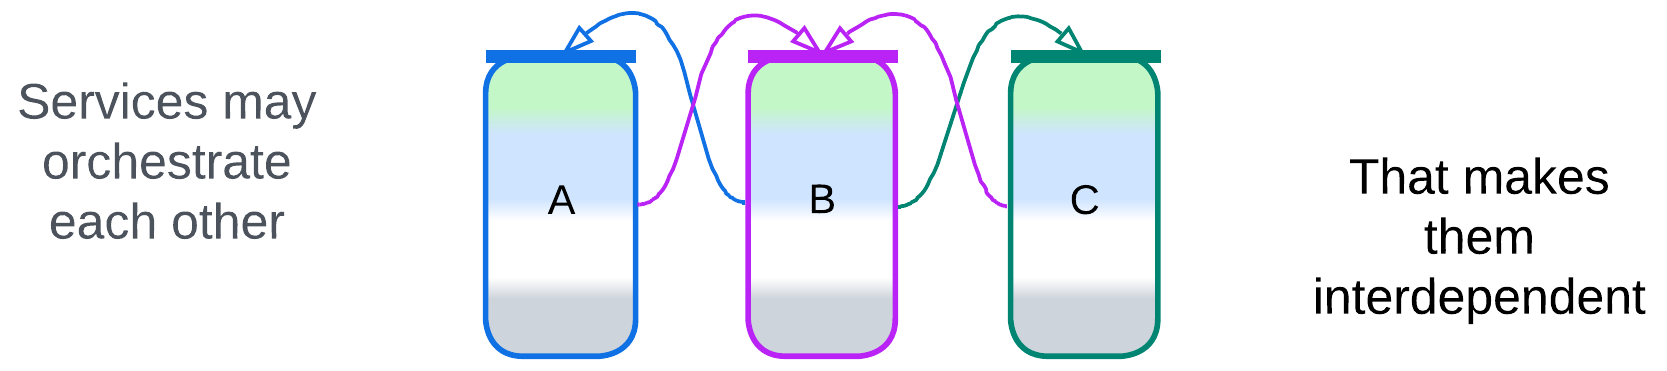 Services may
orchestrate
each other
A
B
C
That makes
them
interdependent